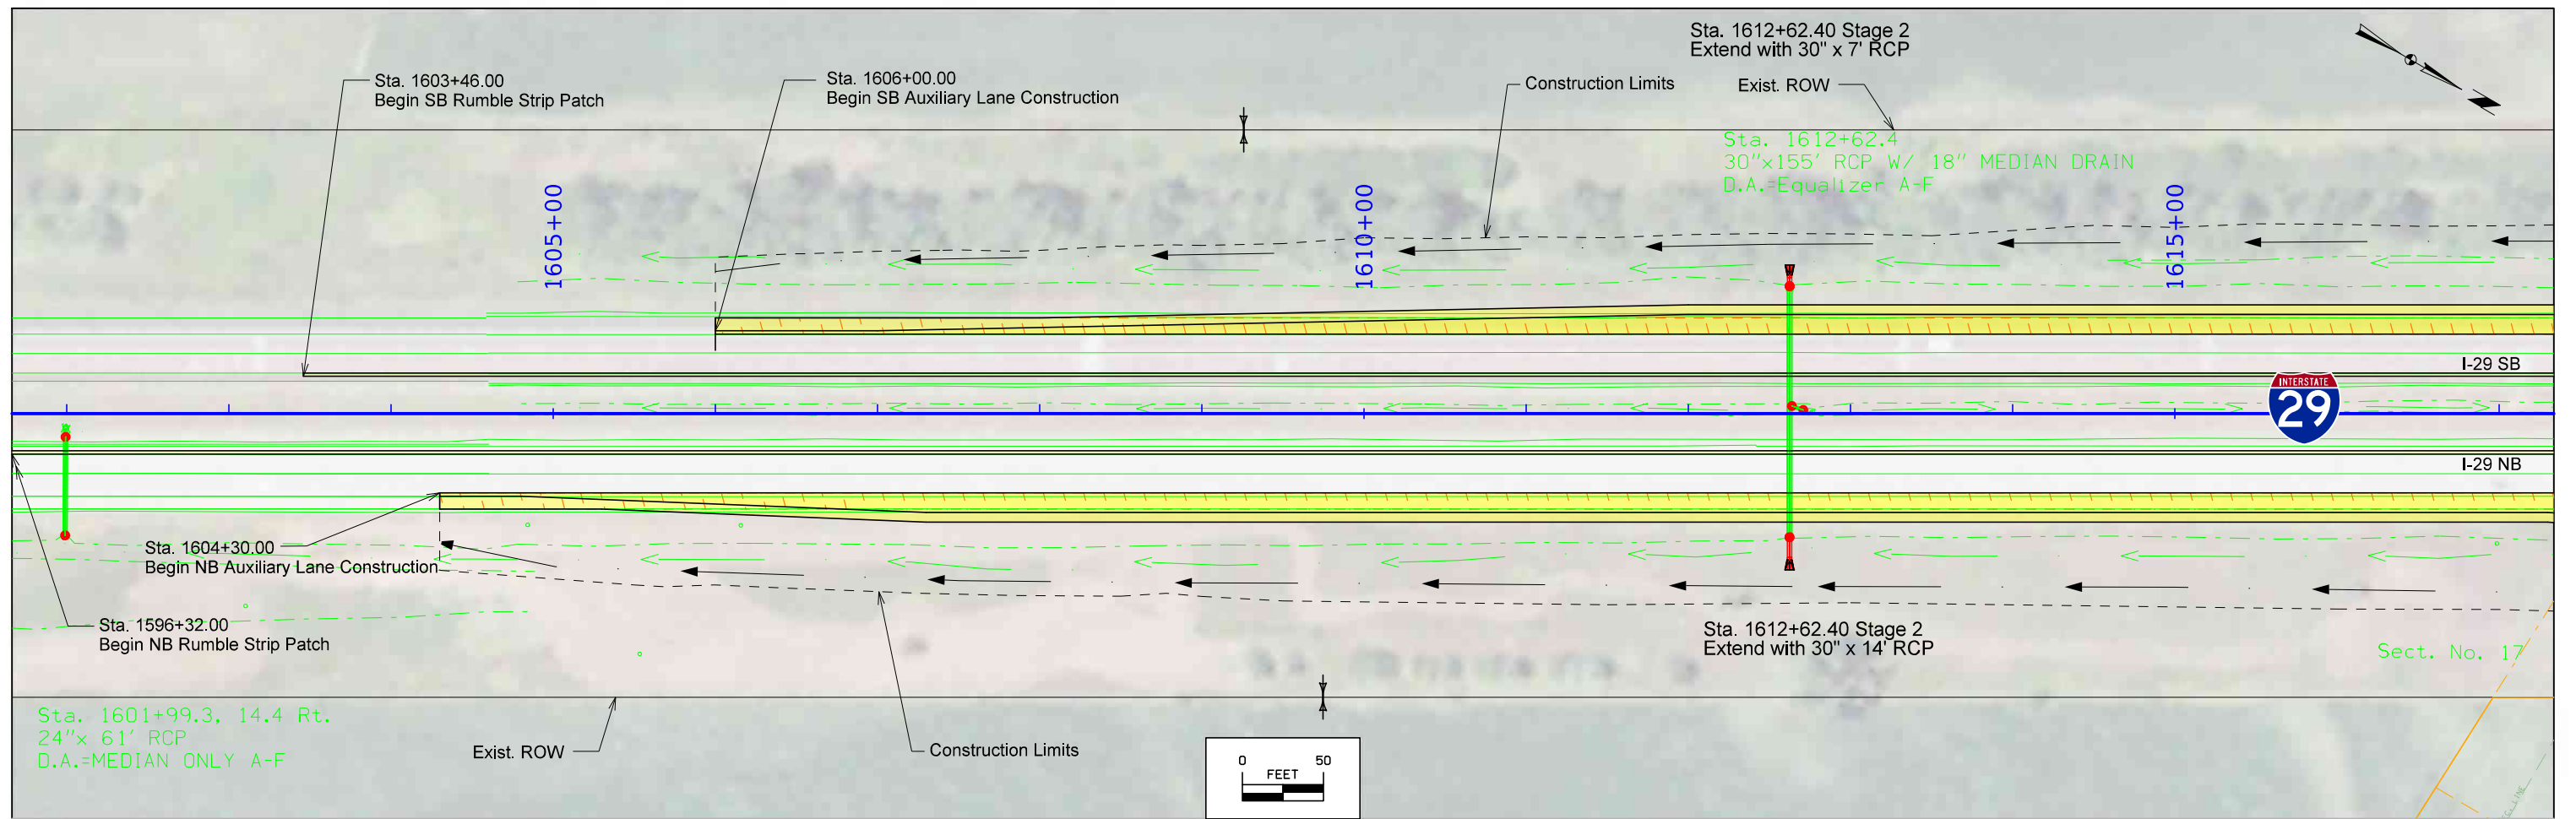 Sta. 1612+62.40 Stage 2
Extend with 30" x 7' RCP
Sta. 1603+46.00
Begin SB Rumble Strip Patch
Sta. 1606+00.00
Begin SB Auxiliary Lane Construction
Construction Limits
Exist. ROW
Sta. 1612+62.4
30"x155' RCP W/ 18" MEDIAN DRAIN
D.A.=Equalizer A-F
1605+00
1610+00
1615+00
I-29 SB
INTERSTATE
29
I-29 NB
Sta. 1604+30.00
Begin NB Auxiliary Lane Construction
Sta. 1596+32.00
Begin NB Rumble Strip Patch
Sta. 1612+62.40 Stage 2
Extend with 30" x 14' RCP
Sect. No. 17
Sta. 1601+99.3, 14.4 Rt.
24"x 61' RCP
D.A.=MEDIAN ONLY A-F
Exist. ROW
Construction Limits
0 50
FEET